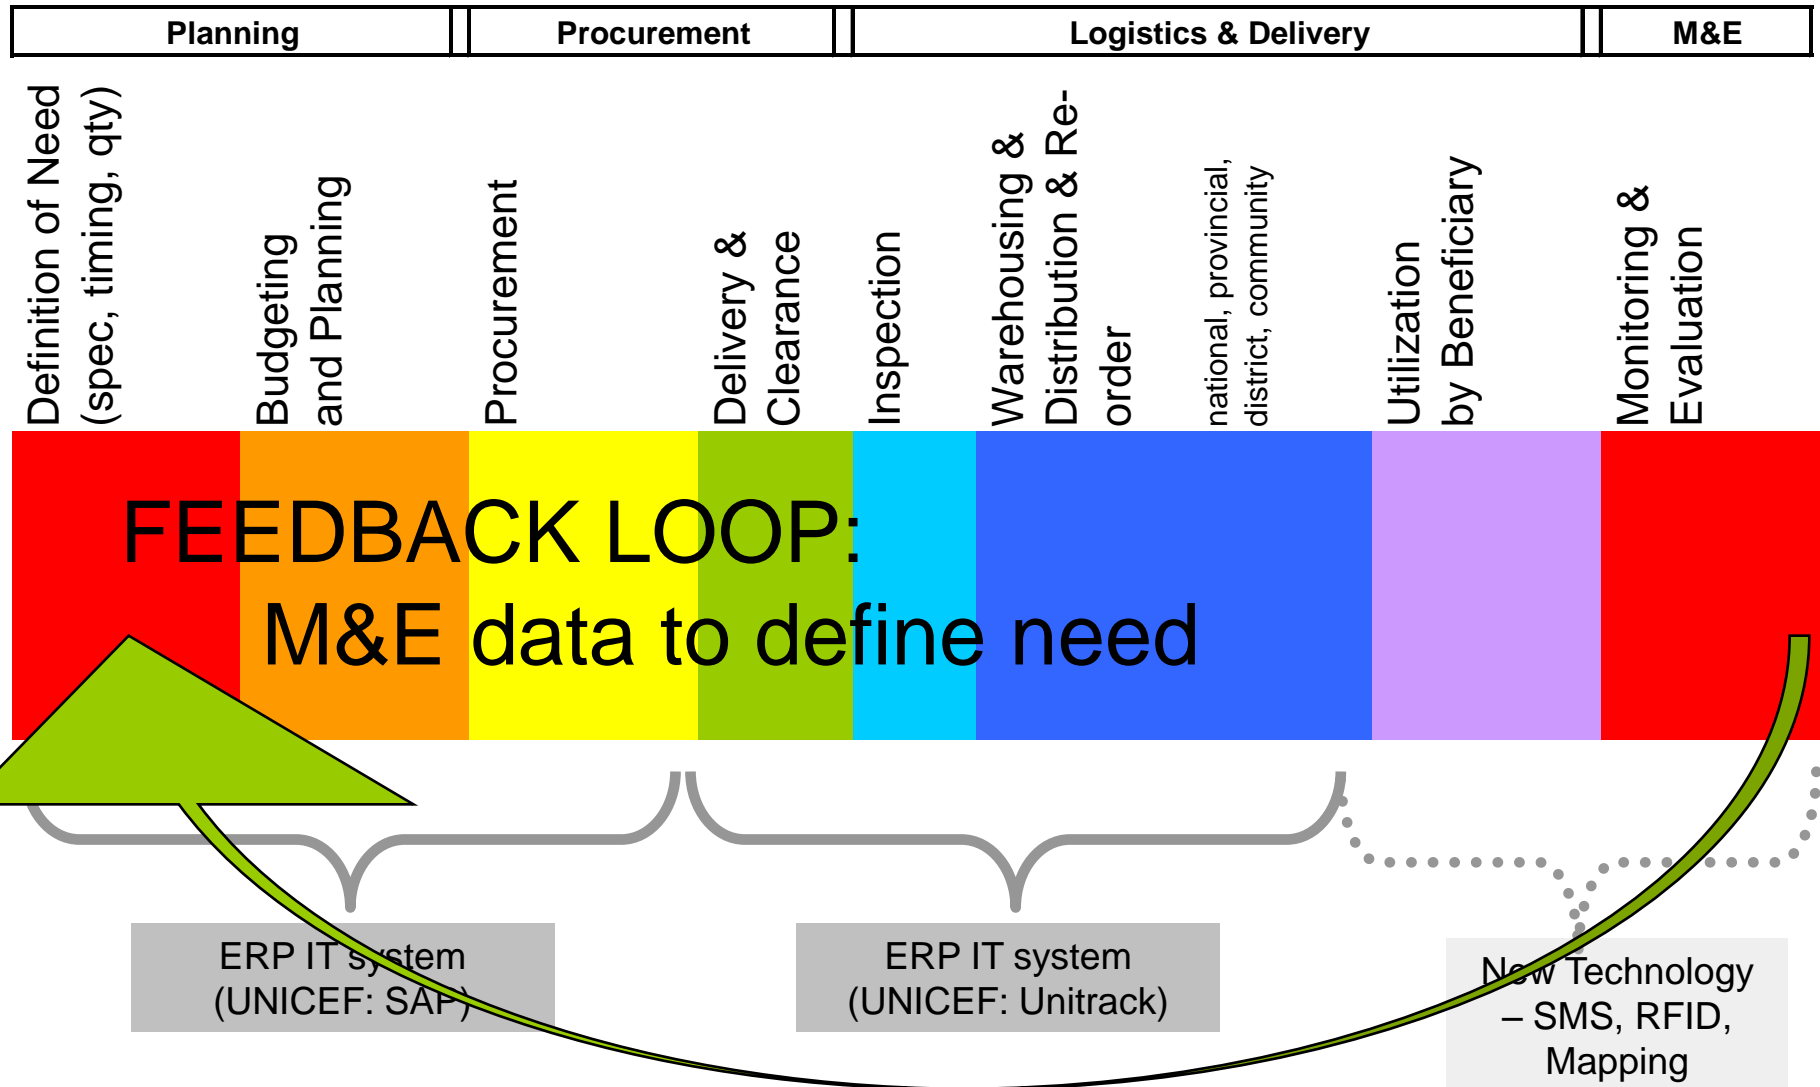 Planning
Procurement
Logistics & Delivery
M&E
Definition of Need
(spec, timing, qty)
Budgeting
and Planning
Procurement
Delivery &
Clearance
Inspection
Warehousing &
Distribution & Re-
order
national, provincial,
district, community
Utilization
by Beneficiary
Monitoring &
Evaluation
FEEDBACK LOOP:
M&E data to define need
ERP IT system
(UNICEF: SAP)
ERP IT system
(UNICEF: Unitrack)
New Technology
– SMS, RFID,
Mapping